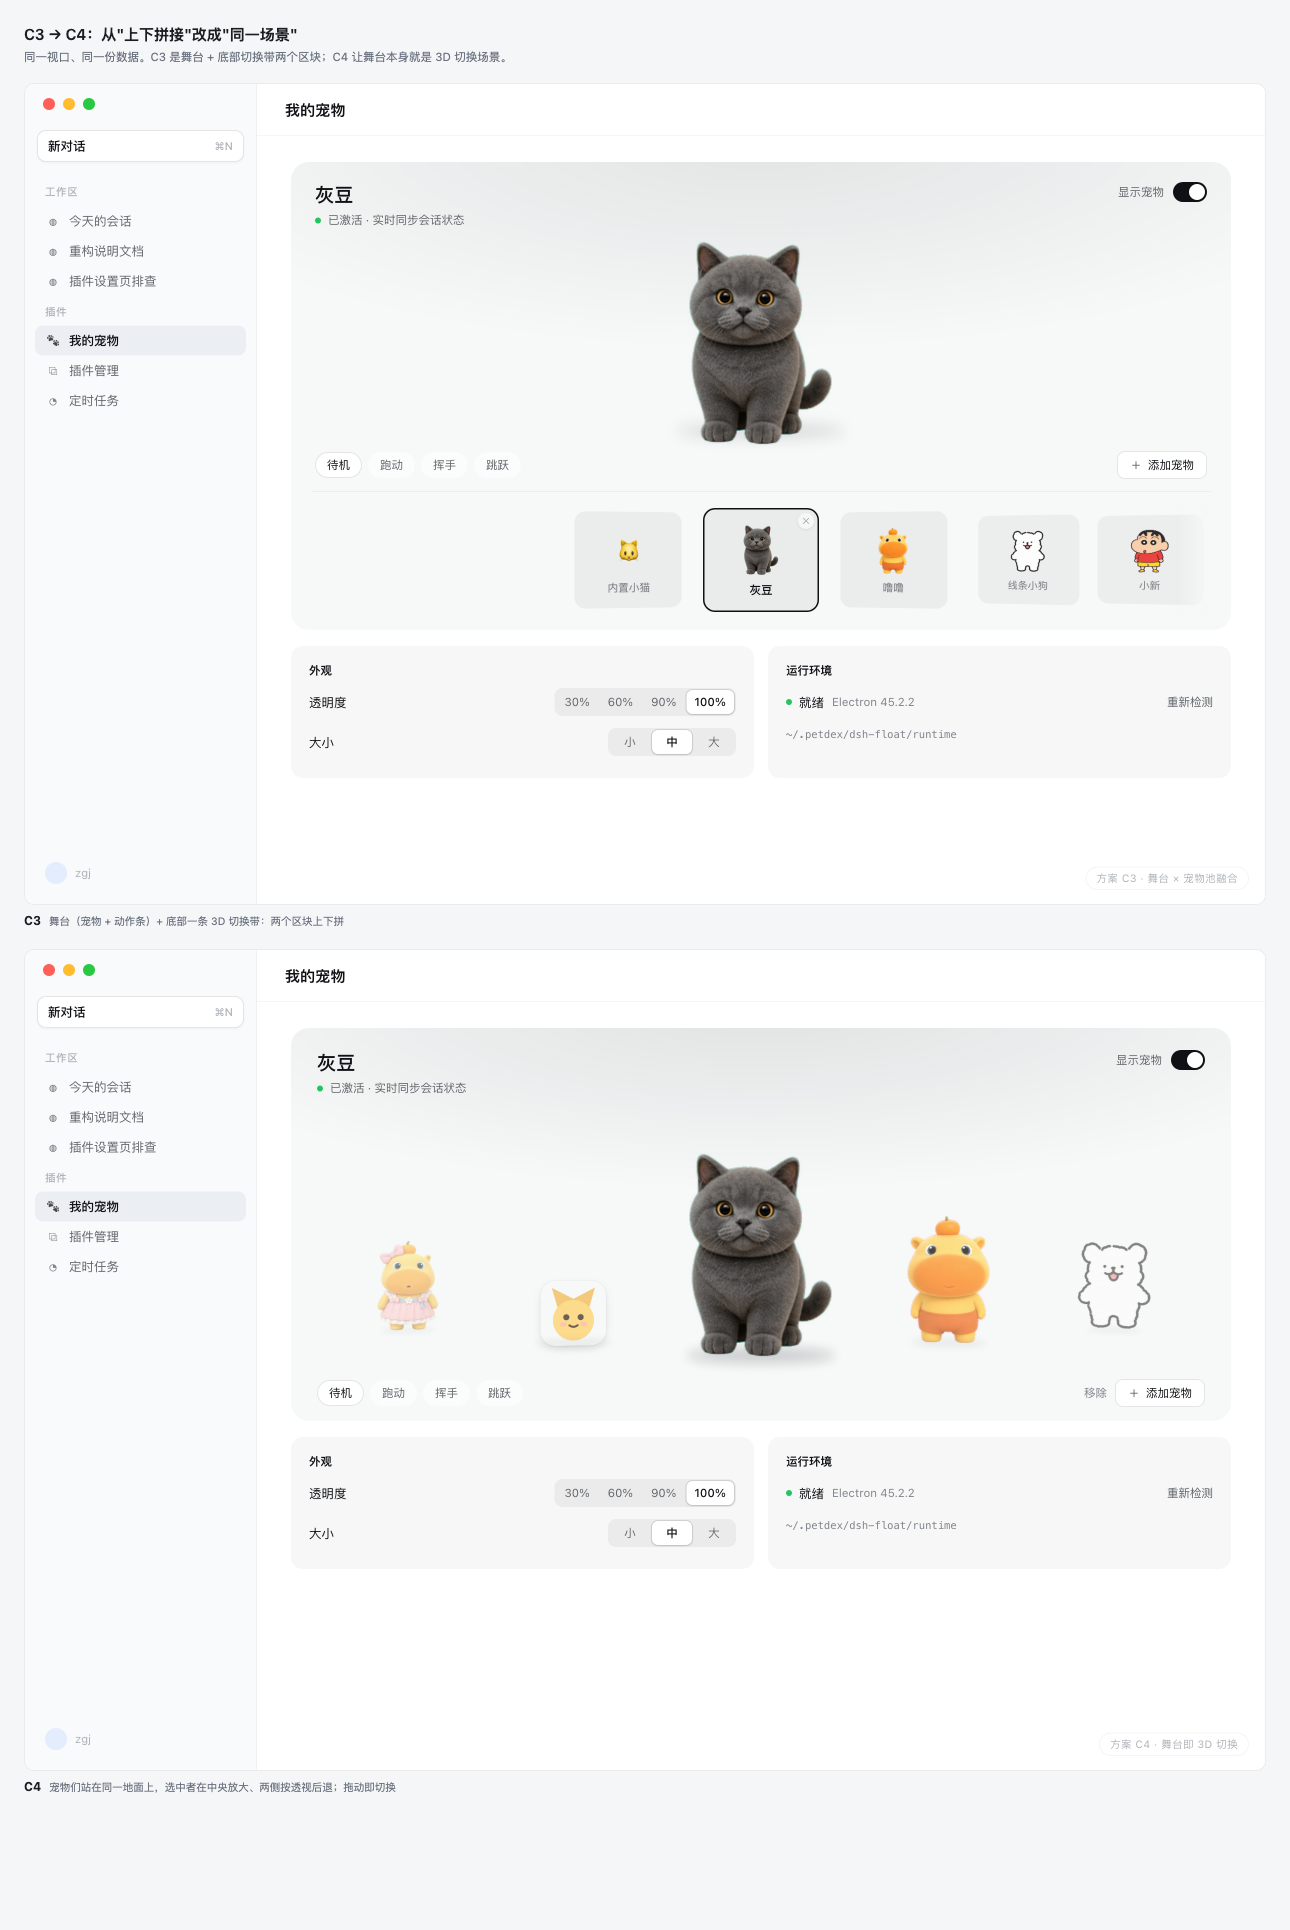 C3 → C4：从"上下拼接"改成"同一场景"
同一视口、同一份数据。C3 是舞台 + 底部切换带两个区块；C4 让舞台本身就是 3D 切换场景。
我的宠物
新对话 ⌘N
工作区
今天的会话
重构说明文档
插件设置页排查
插件
我的宠物
插件管理
定时任务
zgj
灰豆
已激活 · 实时同步会话状态
显示宠物
待机 跑动 挥手 跳跃
+ 添加宠物
内置小猫 灰豆 噜噜 线条小狗 小新
外观
透明度 30% 60% 90% 100%
大小 小 中 大
运行环境
就绪 Electron 45.2.2 重新检测
~/.petdex/dsh-float/runtime
方案 C3 · 舞台 × 宠物池融合
C3 舞台（宠物 + 动作条）+ 底部一条 3D 切换带：两个区块上下拼
我的宠物
新对话 ⌘N
工作区
今天的会话
重构说明文档
插件设置页排查
插件
我的宠物
插件管理
定时任务
zgj
灰豆
已激活 · 实时同步会话状态
显示宠物
待机 跑动 挥手 跳跃
移除 + 添加宠物
外观
透明度 30% 60% 90% 100%
大小 小 中 大
运行环境
就绪 Electron 45.2.2 重新检测
~/.petdex/dsh-float/runtime
方案 C4 · 舞台即 3D 切换
C4 宠物们站在同一地面上，选中者在中央放大、两侧按透视后退；拖动即切换